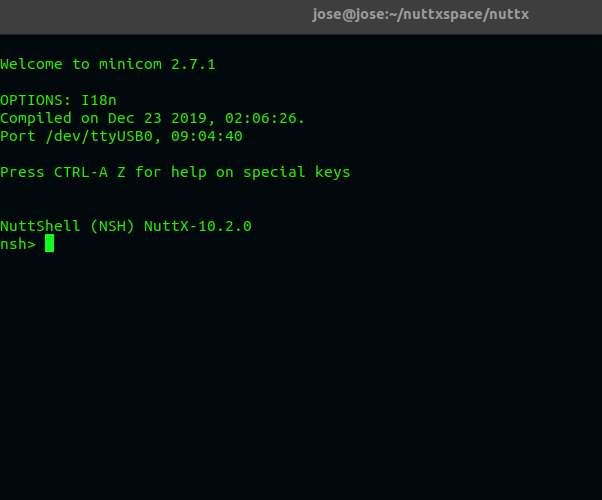 jose@jose:~/nuttxspace/nuttx
Welcome to minicom 2.7.1
OPTIONS: I18n
Compiled on Dec 23 2019, 02:06:26.
Port /dev/ttyUSB0, 09:04:40
Press CTRL-A Z for help on special keys
NuttShell (NSH) NuttX-10.2.0
nsh>